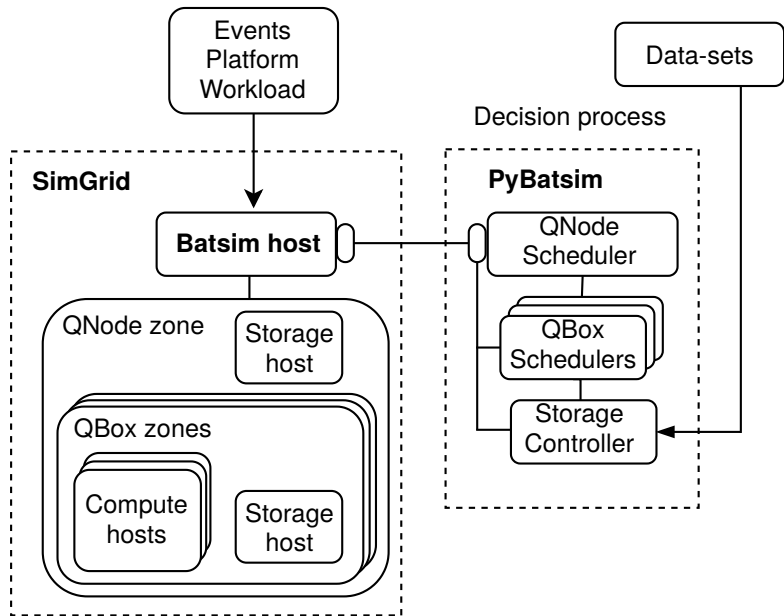 Events
Platform
Workload
Data-sets
Decision process
SimGrid
PyBatsim
Batsim host
QNode
Scheduler
QNode zone
Storage
host
QBox
Schedulers
QBox zones
Storage
Controller
Compute
hosts
Storage
host